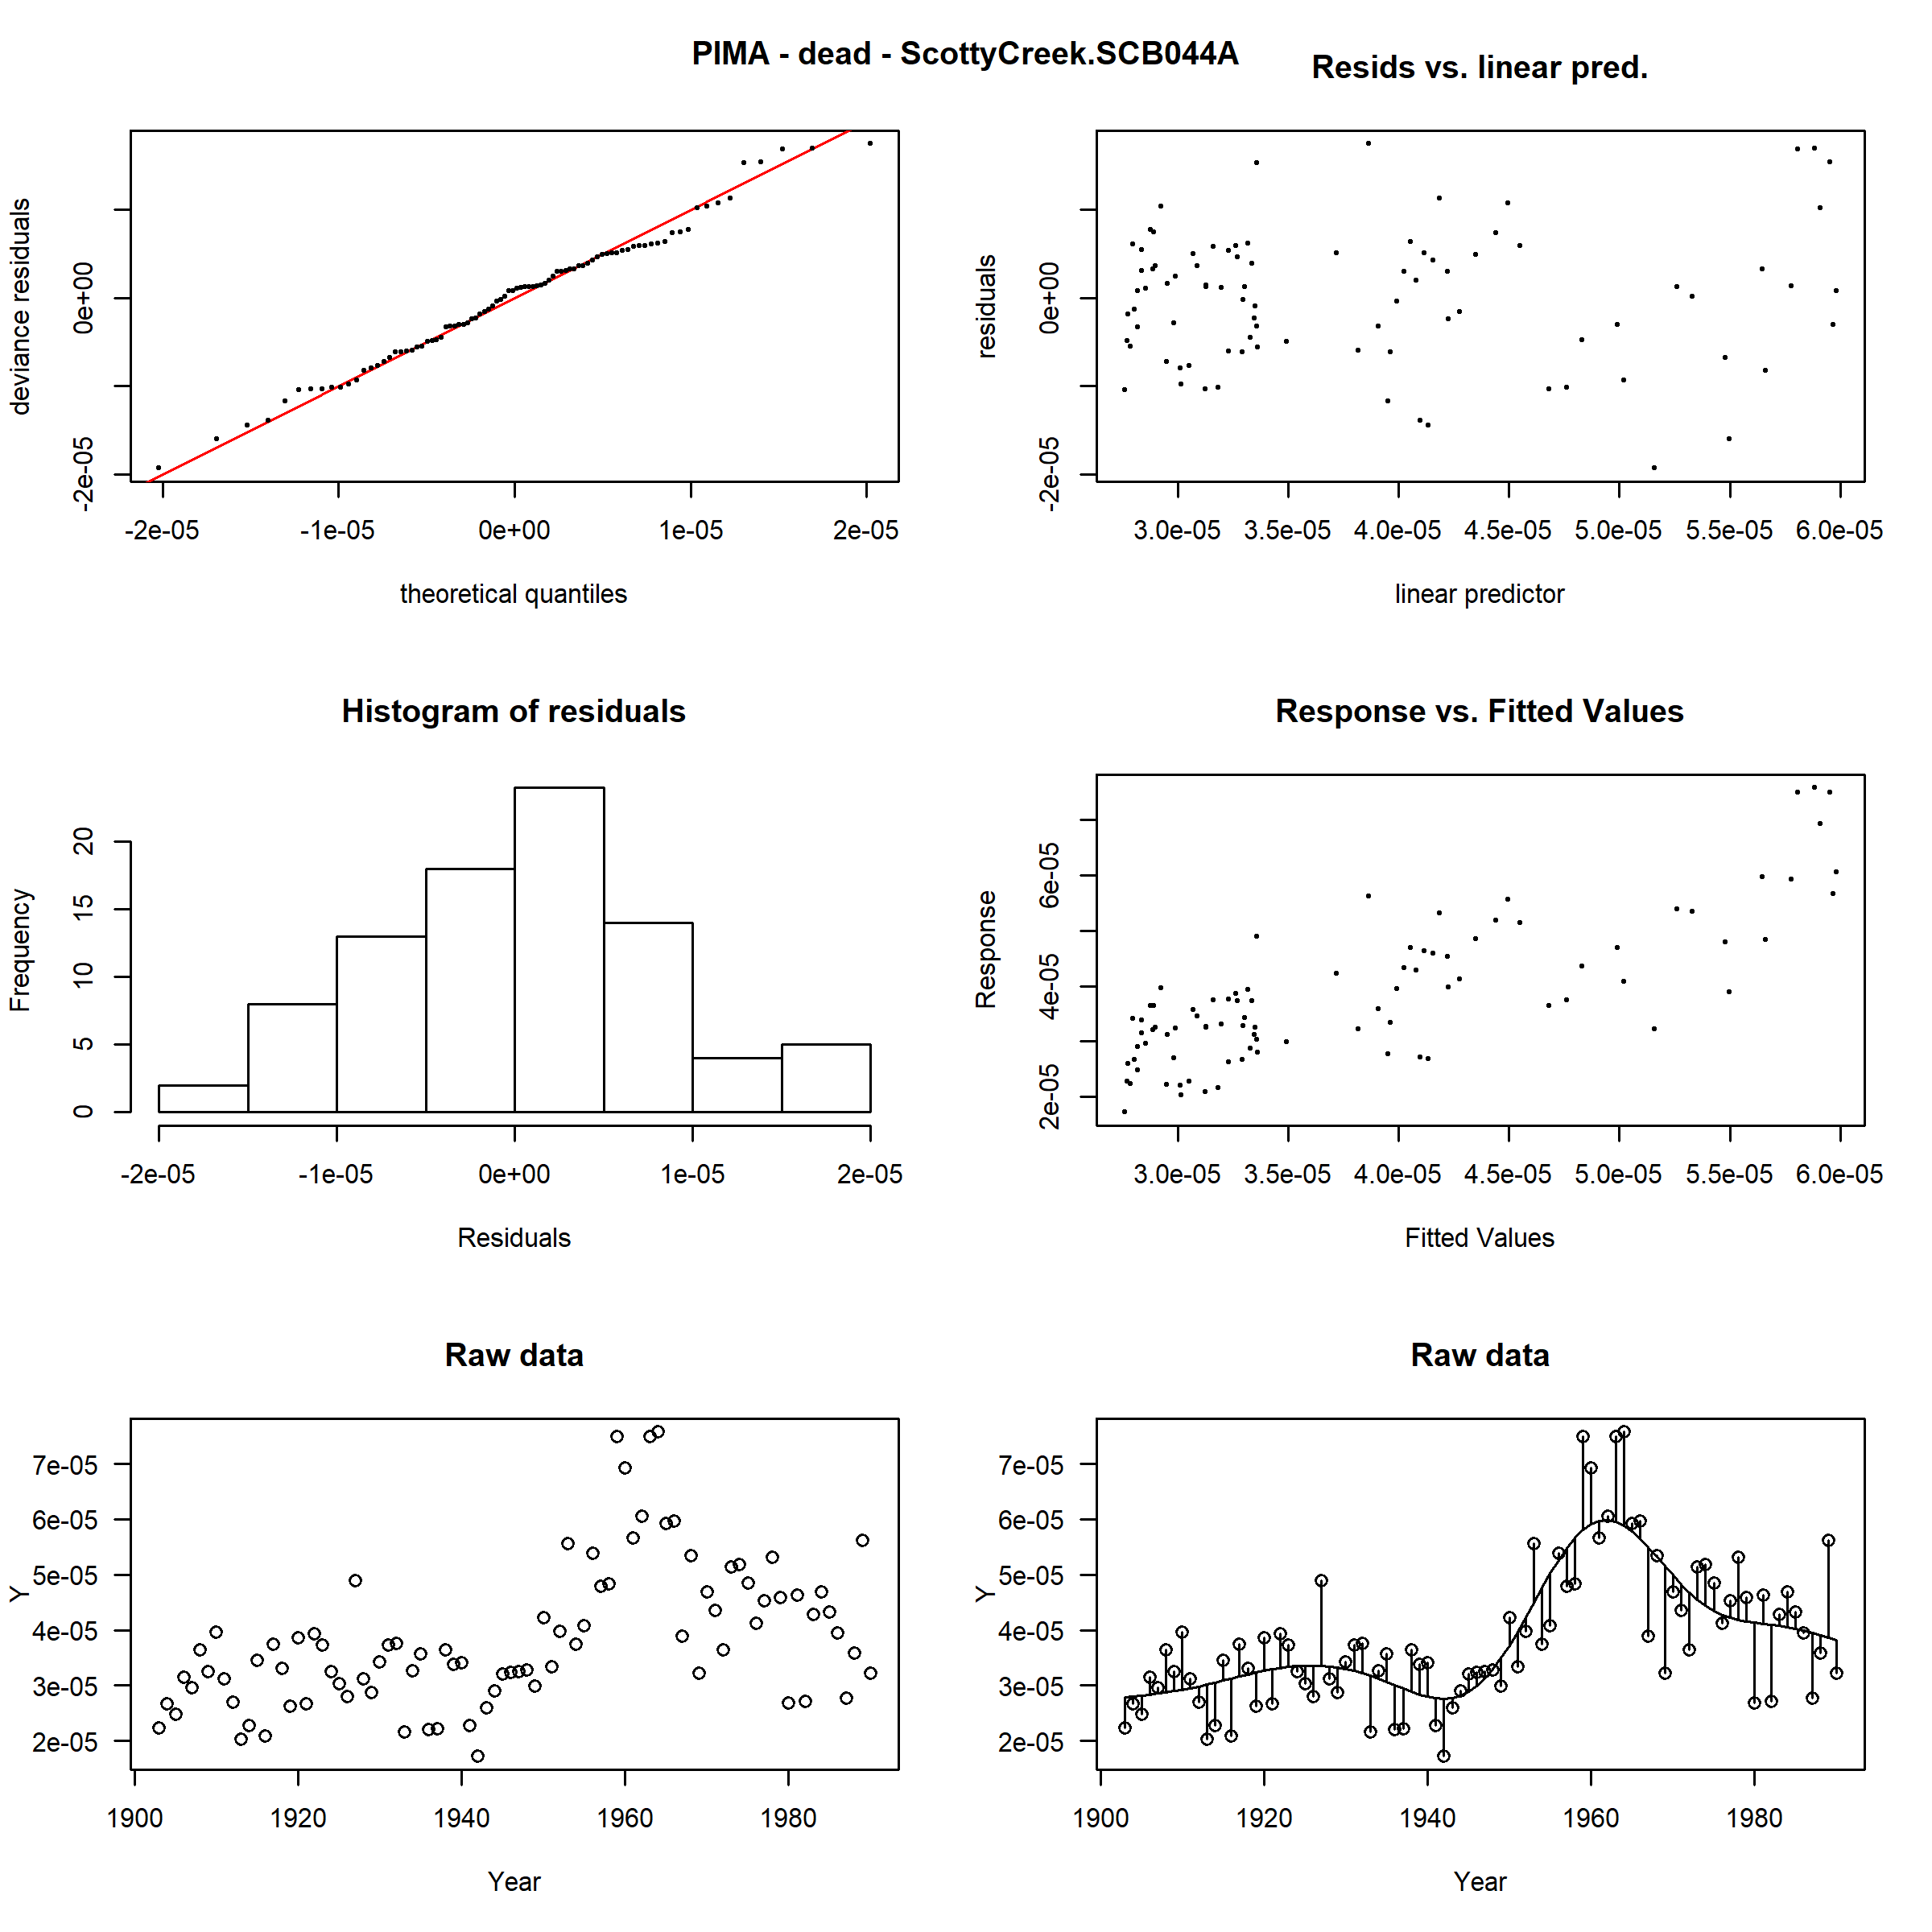 PIMA - dead - ScottyCreek.SCB044A
Resids vs. linear pred.
deviance residuals
-2e-05 0e+00
-2e-05 -1e-05 0e+00 1e-05 2e-05
theoretical quantiles
residuals
-2e-05 0e+00
3.0e-05 3.5e-05 4.0e-05 4.5e-05 5.0e-05 5.5e-05 6.0e-05
linear predictor
Histogram of residuals
Frequency
0 5 10 15 20
-2e-05 -1e-05 0e+00 1e-05 2e-05
Residuals
Response vs. Fitted Values
Response
2e-05 4e-05 6e-05
3.0e-05 3.5e-05 4.0e-05 4.5e-05 5.0e-05 5.5e-05 6.0e-05
Fitted Values
Raw data
Y
7e-05
6e-05
5e-05
4e-05
3e-05
2e-05
1900 1920 1940 1960 1980
Year
Raw data
Y
7e-05
6e-05
5e-05
4e-05
3e-05
2e-05
1900 1920 1940 1960 1980
Year